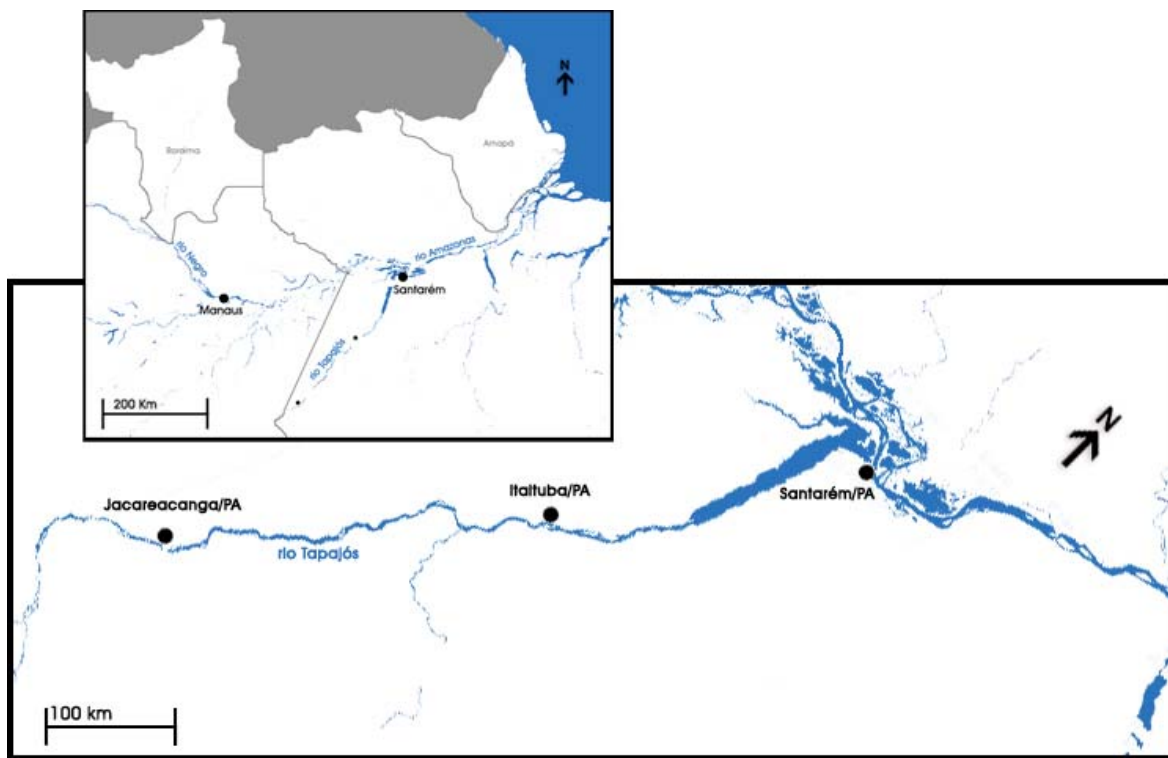 N
Roraima
Amapá
rio Negro
rio Amazonas
Santarém
Manaus
rio Tapajós
200 Km
N
Itaituba/PA
Santarém/PA
Jacareacanga/PA
rio Tapajós
100 km